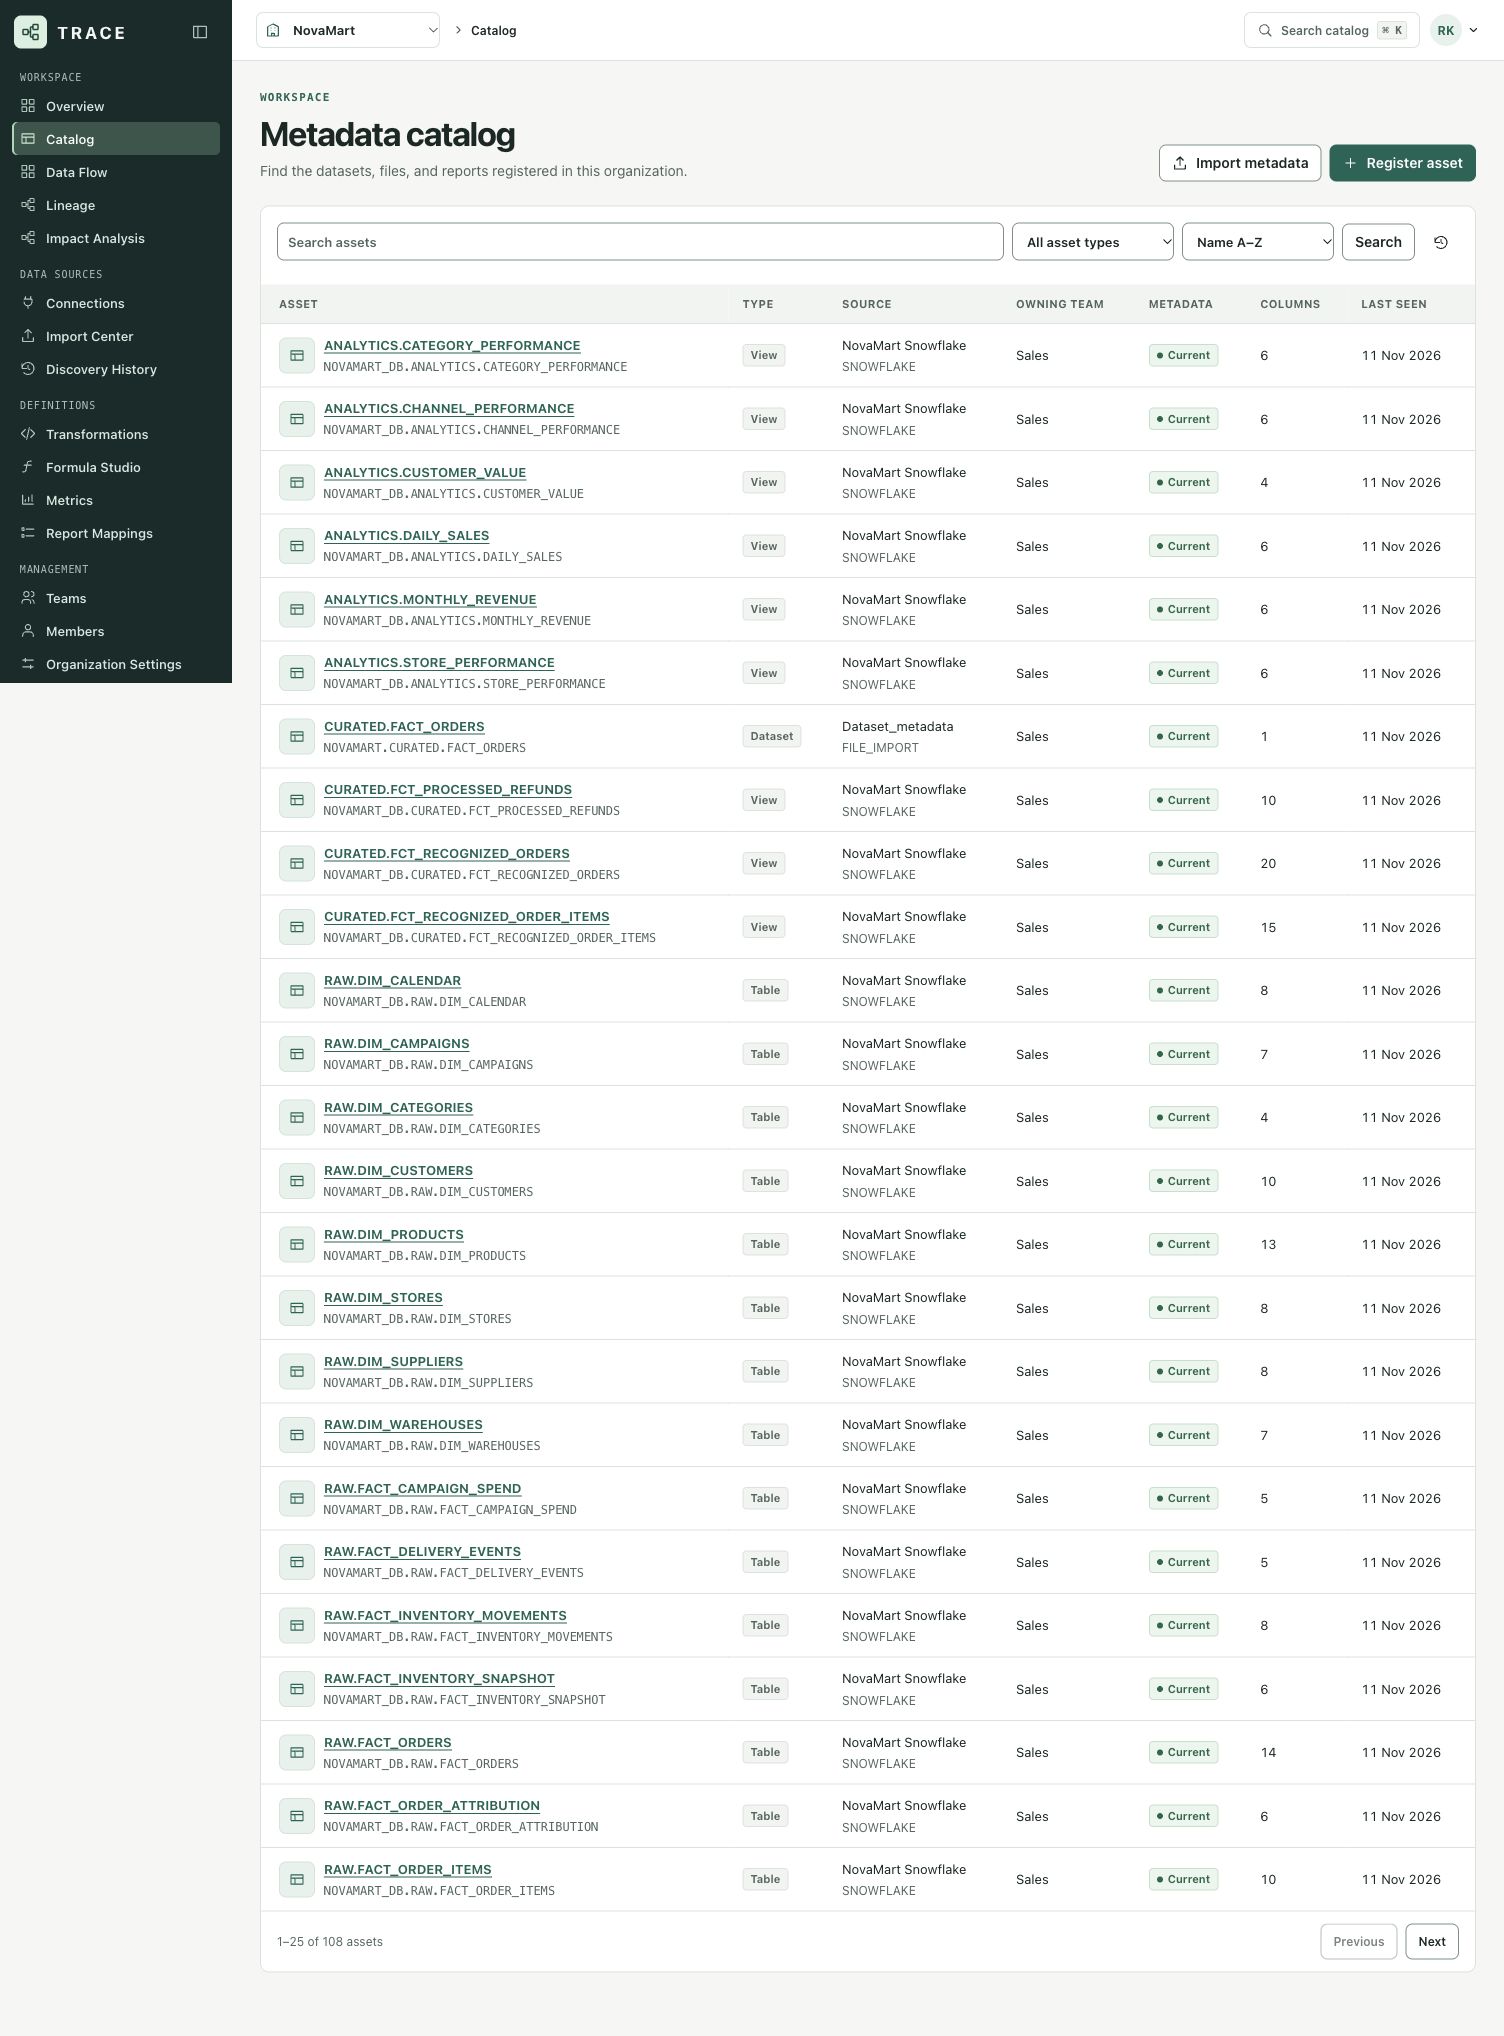 TRACE
WORKSPACE
Overview
Catalog
Data Flow
Lineage
Impact Analysis
DATA SOURCES
Connections
Import Center
Discovery History
DEFINITIONS
Transformations
Formula Studio
Metrics
Report Mappings
MANAGEMENT
Teams
Members
Organization Settings
NovaMart
Catalog
Search catalog ⌘ K
RK
WORKSPACE
Metadata catalog
Find the datasets, files, and reports registered in this organization.
Import metadata
Register asset
Search assets
All asset types
Name A–Z
Search
ASSET TYPE SOURCE OWNING TEAM METADATA COLUMNS LAST SEEN
ANALYTICS.CATEGORY_PERFORMANCE
NOVAMART_DB.ANALYTICS.CATEGORY_PERFORMANCE
View
NovaMart Snowflake
SNOWFLAKE
Sales
Current
6
11 Nov 2026
ANALYTICS.CHANNEL_PERFORMANCE
NOVAMART_DB.ANALYTICS.CHANNEL_PERFORMANCE
View
NovaMart Snowflake
SNOWFLAKE
Sales
Current
6
11 Nov 2026
ANALYTICS.CUSTOMER_VALUE
NOVAMART_DB.ANALYTICS.CUSTOMER_VALUE
View
NovaMart Snowflake
SNOWFLAKE
Sales
Current
4
11 Nov 2026
ANALYTICS.DAILY_SALES
NOVAMART_DB.ANALYTICS.DAILY_SALES
View
NovaMart Snowflake
SNOWFLAKE
Sales
Current
6
11 Nov 2026
ANALYTICS.MONTHLY_REVENUE
NOVAMART_DB.ANALYTICS.MONTHLY_REVENUE
View
NovaMart Snowflake
SNOWFLAKE
Sales
Current
6
11 Nov 2026
ANALYTICS.STORE_PERFORMANCE
NOVAMART_DB.ANALYTICS.STORE_PERFORMANCE
View
NovaMart Snowflake
SNOWFLAKE
Sales
Current
6
11 Nov 2026
CURATED.FACT_ORDERS
NOVAMART.CURATED.FACT_ORDERS
Dataset
Dataset_metadata
FILE_IMPORT
Sales
Current
1
11 Nov 2026
CURATED.FCT_PROCESSED_REFUNDS
NOVAMART_DB.CURATED.FCT_PROCESSED_REFUNDS
View
NovaMart Snowflake
SNOWFLAKE
Sales
Current
10
11 Nov 2026
CURATED.FCT_RECOGNIZED_ORDERS
NOVAMART_DB.CURATED.FCT_RECOGNIZED_ORDERS
View
NovaMart Snowflake
SNOWFLAKE
Sales
Current
20
11 Nov 2026
CURATED.FCT_RECOGNIZED_ORDER_ITEMS
NOVAMART_DB.CURATED.FCT_RECOGNIZED_ORDER_ITEMS
View
NovaMart Snowflake
SNOWFLAKE
Sales
Current
15
11 Nov 2026
RAW.DIM_CALENDAR
NOVAMART_DB.RAW.DIM_CALENDAR
Table
NovaMart Snowflake
SNOWFLAKE
Sales
Current
8
11 Nov 2026
RAW.DIM_CAMPAIGNS
NOVAMART_DB.RAW.DIM_CAMPAIGNS
Table
NovaMart Snowflake
SNOWFLAKE
Sales
Current
7
11 Nov 2026
RAW.DIM_CATEGORIES
NOVAMART_DB.RAW.DIM_CATEGORIES
Table
NovaMart Snowflake
SNOWFLAKE
Sales
Current
4
11 Nov 2026
RAW.DIM_CUSTOMERS
NOVAMART_DB.RAW.DIM_CUSTOMERS
Table
NovaMart Snowflake
SNOWFLAKE
Sales
Current
10
11 Nov 2026
RAW.DIM_PRODUCTS
NOVAMART_DB.RAW.DIM_PRODUCTS
Table
NovaMart Snowflake
SNOWFLAKE
Sales
Current
13
11 Nov 2026
RAW.DIM_STORES
NOVAMART_DB.RAW.DIM_STORES
Table
NovaMart Snowflake
SNOWFLAKE
Sales
Current
8
11 Nov 2026
RAW.DIM_SUPPLIERS
NOVAMART_DB.RAW.DIM_SUPPLIERS
Table
NovaMart Snowflake
SNOWFLAKE
Sales
Current
8
11 Nov 2026
RAW.DIM_WAREHOUSES
NOVAMART_DB.RAW.DIM_WAREHOUSES
Table
NovaMart Snowflake
SNOWFLAKE
Sales
Current
7
11 Nov 2026
RAW.FACT_CAMPAIGN_SPEND
NOVAMART_DB.RAW.FACT_CAMPAIGN_SPEND
Table
NovaMart Snowflake
SNOWFLAKE
Sales
Current
5
11 Nov 2026
RAW.FACT_DELIVERY_EVENTS
NOVAMART_DB.RAW.FACT_DELIVERY_EVENTS
Table
NovaMart Snowflake
SNOWFLAKE
Sales
Current
5
11 Nov 2026
RAW.FACT_INVENTORY_MOVEMENTS
NOVAMART_DB.RAW.FACT_INVENTORY_MOVEMENTS
Table
NovaMart Snowflake
SNOWFLAKE
Sales
Current
8
11 Nov 2026
RAW.FACT_INVENTORY_SNAPSHOT
NOVAMART_DB.RAW.FACT_INVENTORY_SNAPSHOT
Table
NovaMart Snowflake
SNOWFLAKE
Sales
Current
6
11 Nov 2026
RAW.FACT_ORDERS
NOVAMART_DB.RAW.FACT_ORDERS
Table
NovaMart Snowflake
SNOWFLAKE
Sales
Current
14
11 Nov 2026
RAW.FACT_ORDER_ATTRIBUTION
NOVAMART_DB.RAW.FACT_ORDER_ATTRIBUTION
Table
NovaMart Snowflake
SNOWFLAKE
Sales
Current
6
11 Nov 2026
RAW.FACT_ORDER_ITEMS
NOVAMART_DB.RAW.FACT_ORDER_ITEMS
Table
NovaMart Snowflake
SNOWFLAKE
Sales
Current
10
11 Nov 2026
1–25 of 108 assets
Previous
Next